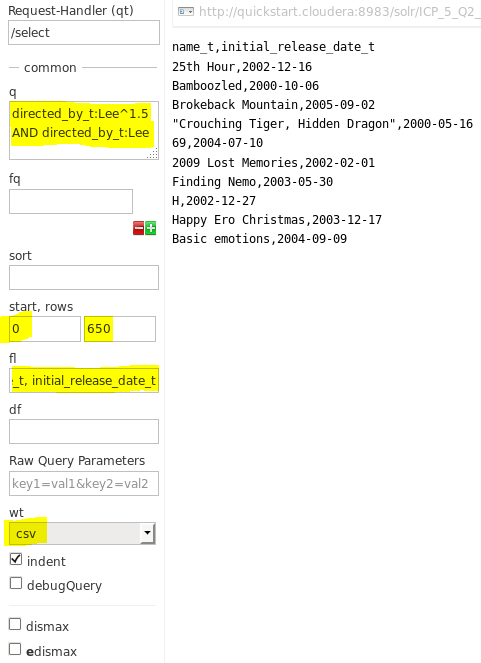 Request-Handler (qt)
/select
common
q
directed_by_t:Lee^1.5
AND directed_by_t:Lee
fq
sort
start, rows
0 650
fl
_t, initial_release_date_t
df
Raw Query Parameters
key1=val1&key2=val2
wt
csv
indent
debugQuery
dismax
edismax
http://quickstart.cloudera:8983/solr/ICP_5_Q2_
name_t,initial_release_date_t
25th Hour,2002-12-16
Bamboozled,2000-10-06
Brokeback Mountain,2005-09-02
"Crouching Tiger, Hidden Dragon",2000-05-16
69,2004-07-10
2009 Lost Memories,2002-02-01
Finding Nemo,2003-05-30
H,2002-12-27
Happy Ero Christmas,2003-12-17
Basic emotions,2004-09-09